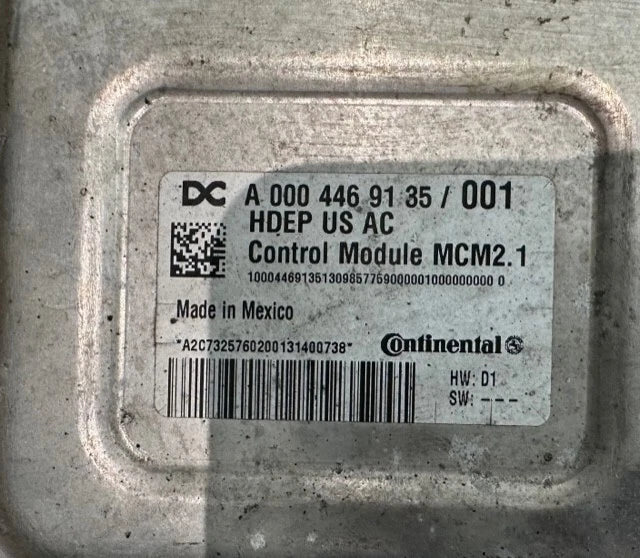 DC A 000 446 91 35 / 001
HDEP US AC
Control Module MCM2.1
10004469135130985775900000100000000 0
Made in Mexico
*A2C7325760200131400738*
Continental
HW: D1
SW: ---